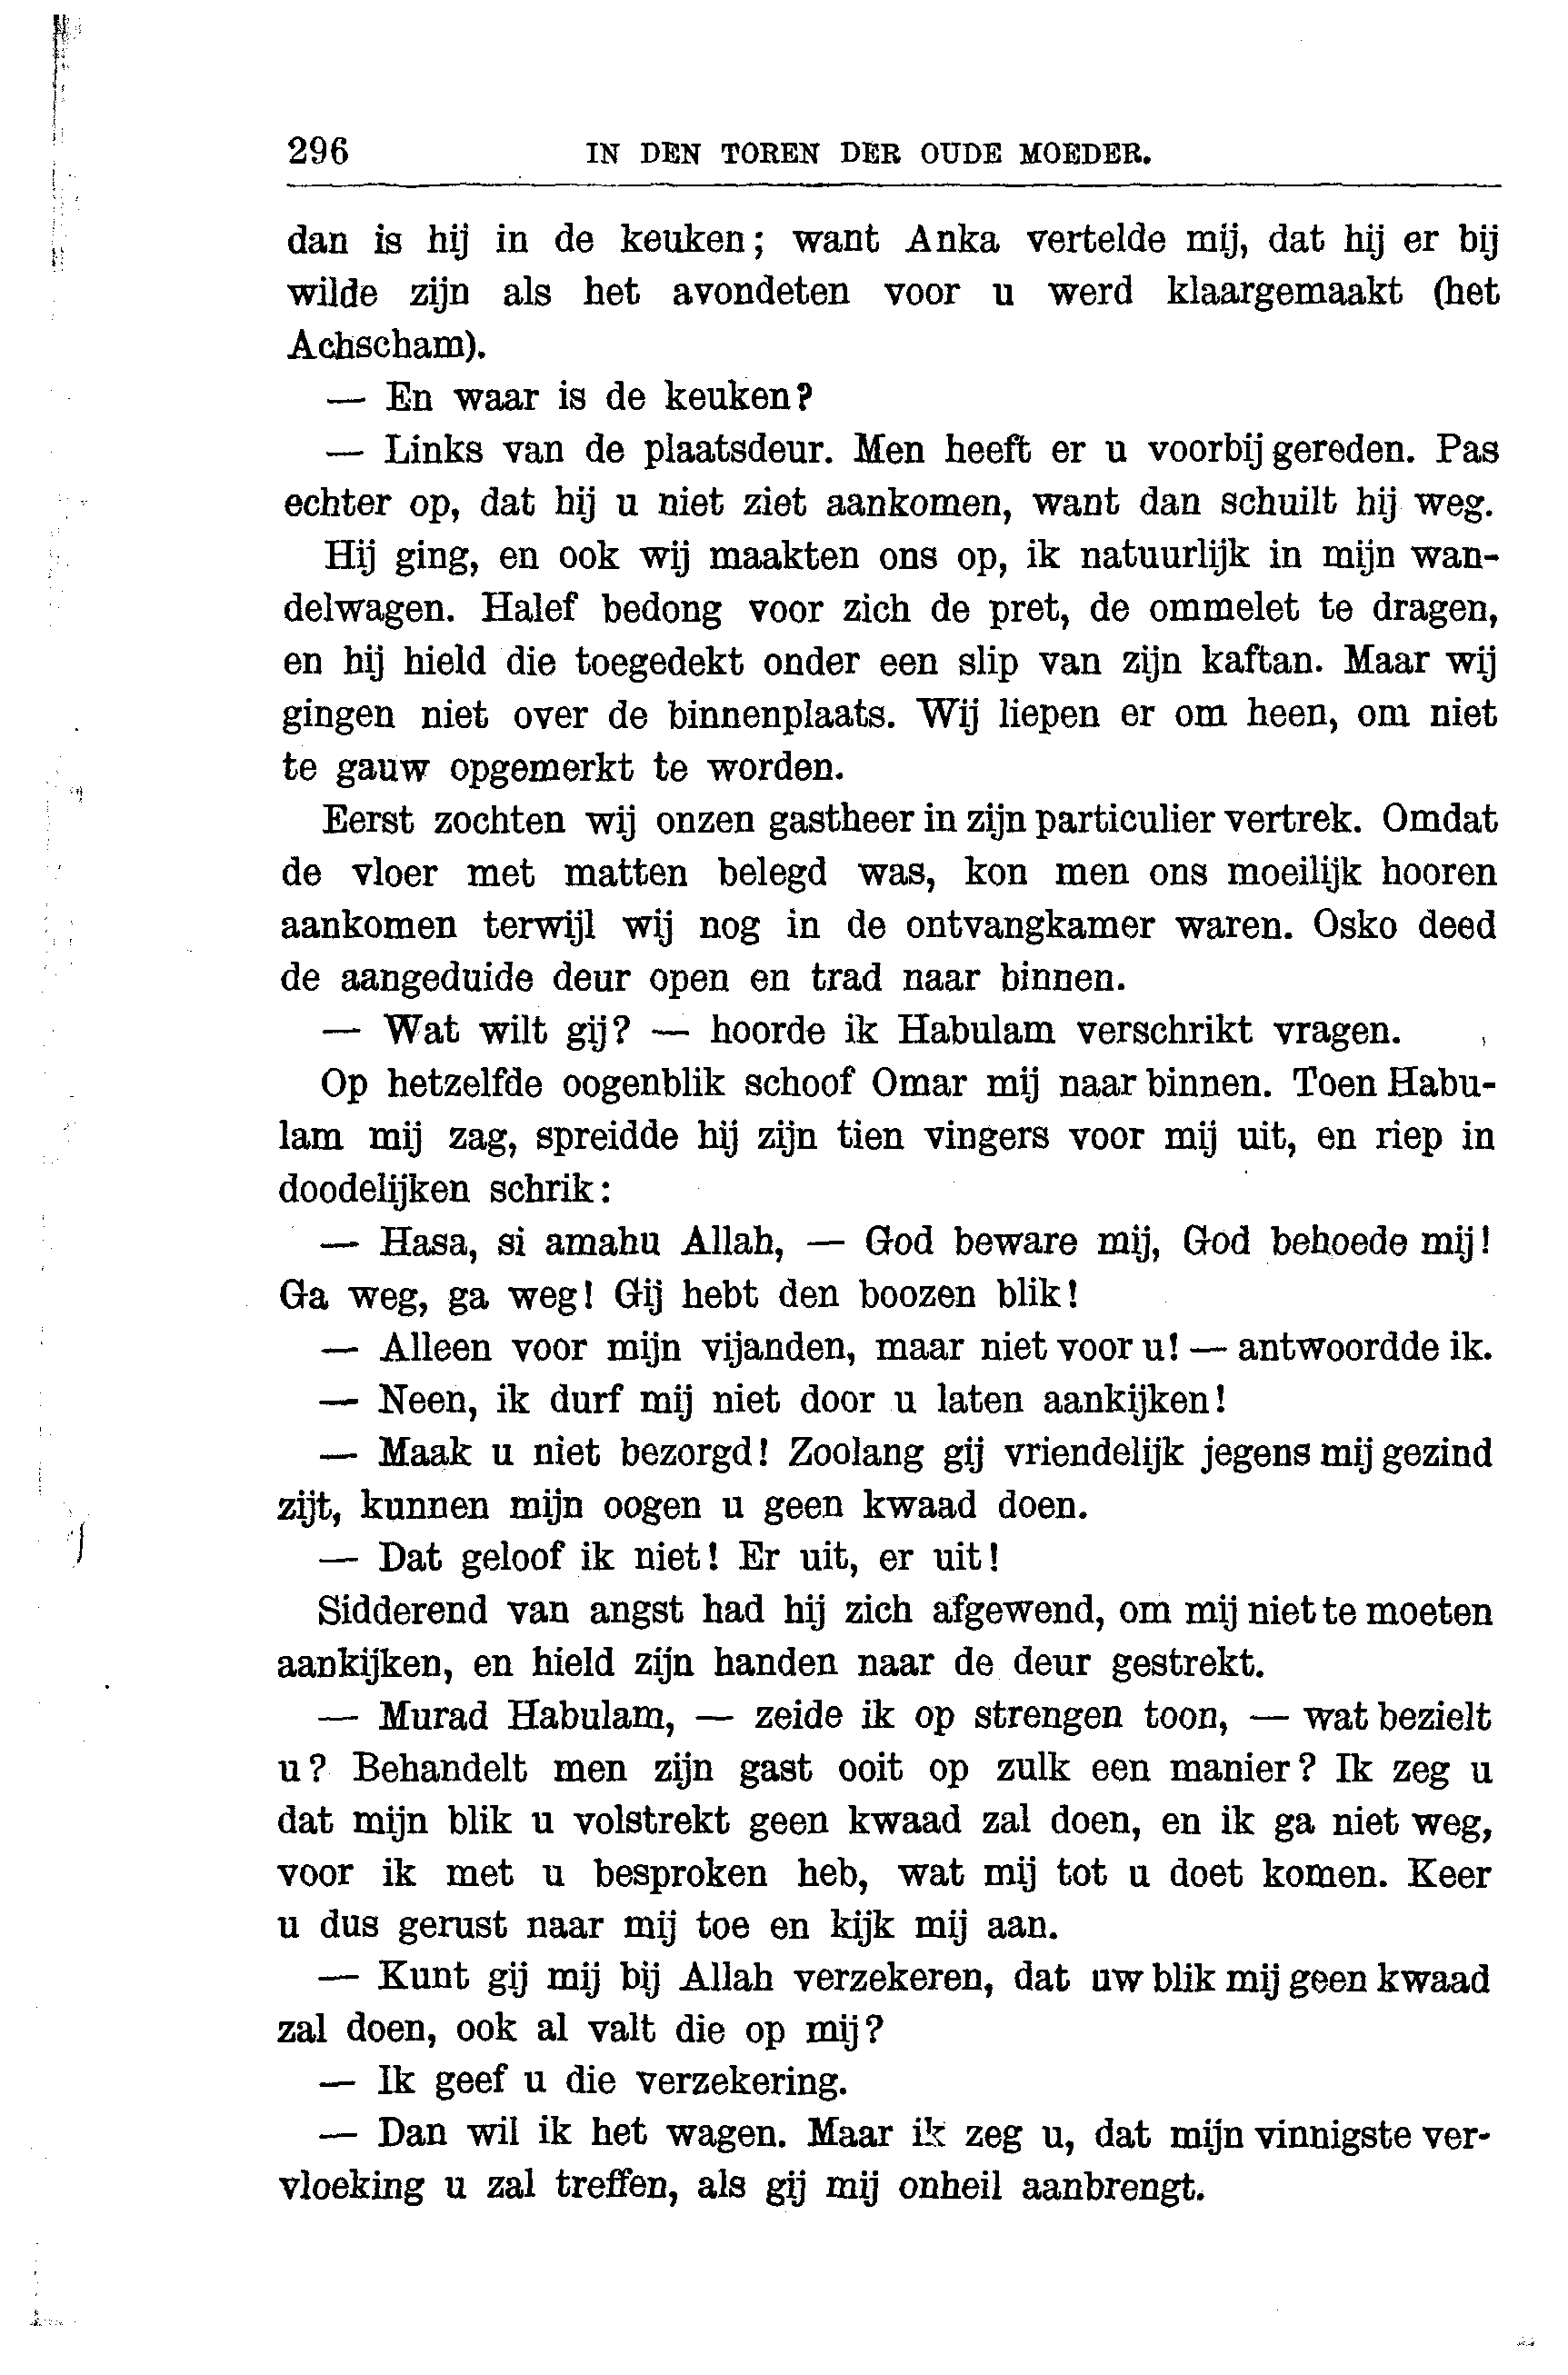 296 IN DEN TOREN DER OUDE MOEDER.
dan is hij in de keuken; want Anka vertelde mij, dat hij er bij
wilde zijn als het avondeten voor u werd klaargemaakt (het
Achscham).
— En waar is de keuken?
— Links van de plaatsdeur. Men heeft er u voorbij gereden. Pas
echter op, dat hij u niet ziet aankomen, want dan schuilt hij weg.
Hij ging, en ook wij maakten ons op, ik natuurlijk in mijn wan-
delwagen. Halef bedong voor zich de pret, de ommelet te dragen,
en hij hield die toegedekt onder een slip van zijn kaftan. Maar wij
gingen niet over de binnenplaats. Wij liepen er om heen, om niet
te gauw opgemerkt te worden.
Eerst zochten wij onzen gastheer in zijn particulier vertrek. Omdat
de vloer met matten belegd was, kon men ons moeilijk hooren
aankomen terwijl wij nog in de ontvangkamer waren. Osko deed
de aangeduide deur open en trad naar binnen.
— Wat wilt gij? — hoorde ik Habulam verschrikt vragen.
Op hetzelfde oogenblik schoof Omar mij naar binnen. Toen Habu-
lam mij zag, spreidde hij zijn tien vingers voor mij uit, en riep in
doodelijken schrik:
— Hasa, si amahu Allah, — God beware mij, God behoede mij!
Ga weg, ga weg! Gij hebt den boozen blik!
— Alleen voor mijn vijanden, maar niet voor u! — antwoordde ik.
— Neen, ik durf mij niet door u laten aankijken!
— Maak u niet bezorgd! Zoolang gij vriendelijk jegens mij gezind
zijt, kunnen mijn oogen u geen kwaad doen.
— Dat geloof ik niet! Er uit, er uit!
Sidderend van angst had hij zich afgewend, om mij niet te moeten
aankijken, en hield zijn handen naar de deur gestrekt.
— Murad Habulam, — zeide ik op strengen toon, — wat bezielt
u? Behandelt men zijn gast ooit op zulk een manier? Ik zeg u
dat mijn blik u volstrekt geen kwaad zal doen, en ik ga niet weg,
voor ik met u besproken heb, wat mij tot u doet komen. Keer
u dus gerust naar mij toe en kijk mij aan.
— Kunt gij mij bij Allah verzekeren, dat uw blik mij geen kwaad
zal doen, ook al valt die op mij?
— Ik geef u die verzekering.
— Dan wil ik het wagen. Maar ik zeg u, dat mijn vinnigste ver-
vloeking u zal treffen, als gij mij onheil aanbrengt.